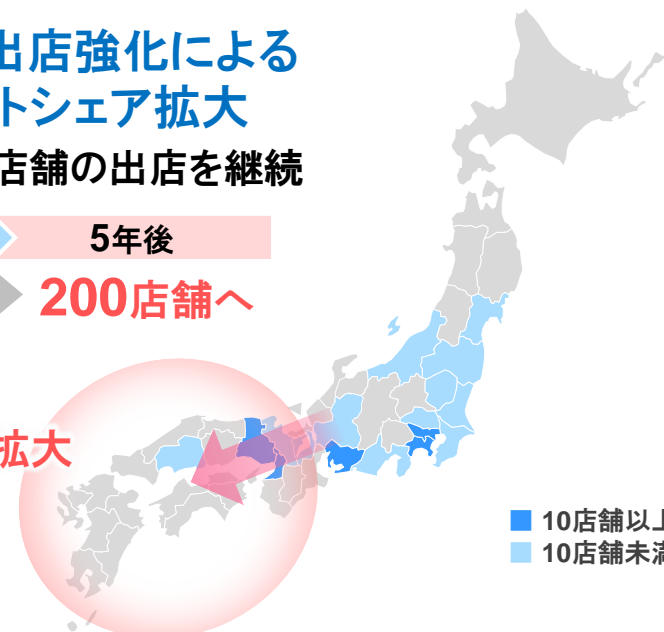 出店強化による
トシェア拡大
店舗の出店を継続
5年後
200店舗へ
拡大
10店舗以上
10店舗未満